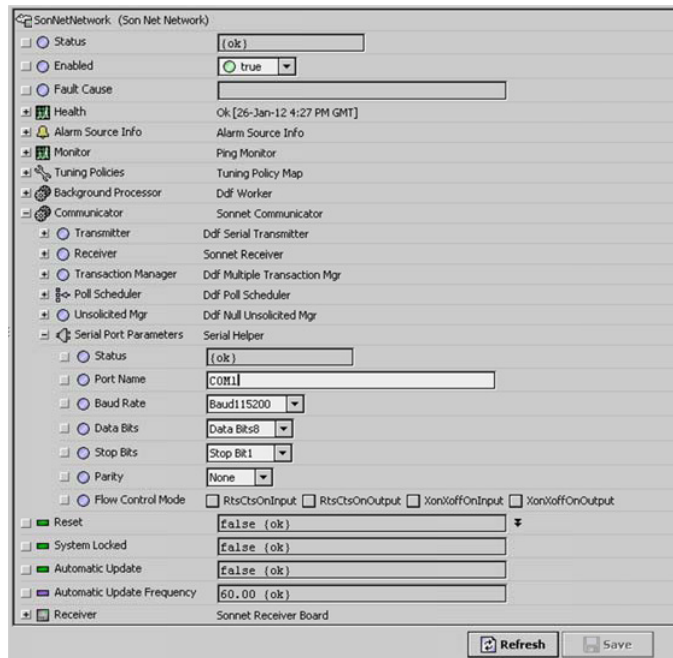 SonNetNetwork (Son Net Network)
Status {ok}
Enabled true
Fault Cause
Health Ok [26-Jan-12 4:27 PM GMT]
Alarm Source Info Alarm Source Info
Monitor Ping Monitor
Tuning Policies Tuning Policy Map
Background Processor Ddf Worker
Communicator Sonnet Communicator
Transmitter Ddf Serial Transmitter
Receiver Sonnet Receiver
Transaction Manager Ddf Multiple Transaction Mgr
Poll Scheduler Ddf Poll Scheduler
Unsolicited Mgr Ddf Null Unsolicited Mgr
Serial Port Parameters Serial Helper
Status {ok}
Port Name COM1
Baud Rate Baud115200
Data Bits Data Bits8
Stop Bits Stop Bit1
Parity None
Flow Control Mode RtsCtsOnInput RtsCtsOnOutput XonXoffOnInput XonXoffOnOutput
Reset false {ok}
System Locked false {ok}
Automatic Update false {ok}
Automatic Update Frequency 60.00 {ok}
Receiver Sonnet Receiver Board
Refresh Save